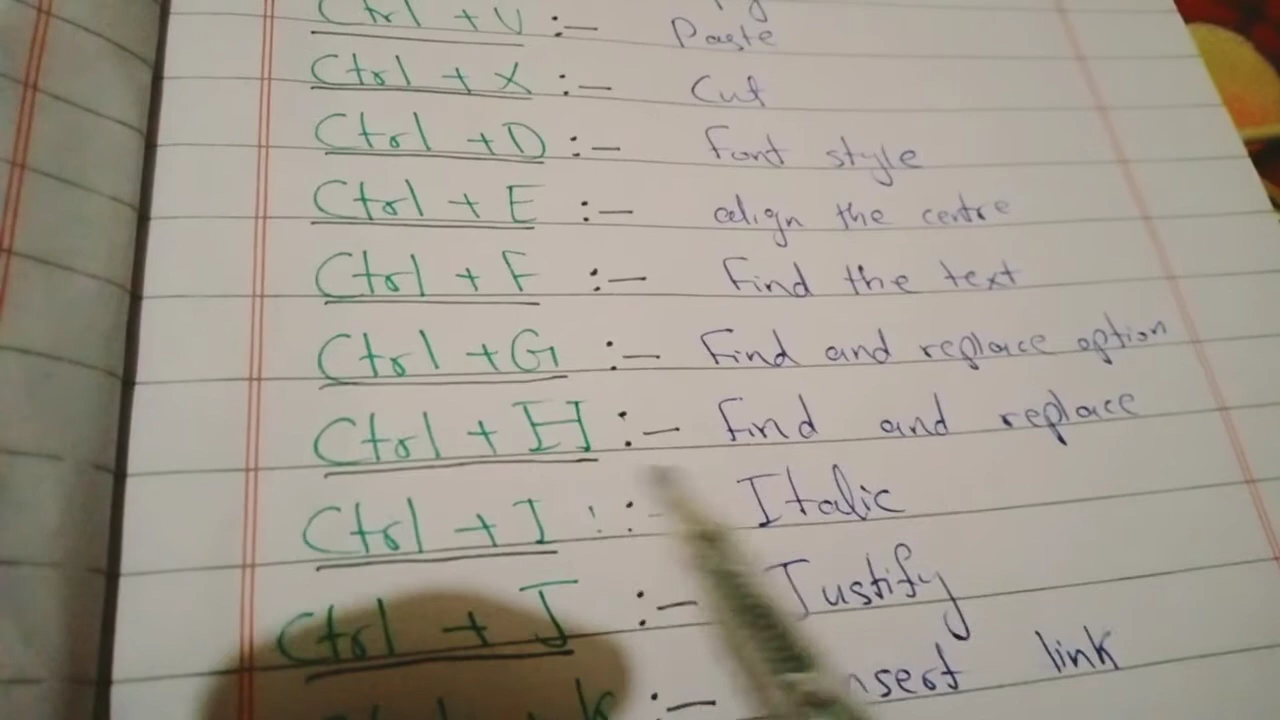 Ctrl + V :- Paste
Ctrl + X :- Cut
Ctrl + D :- Font style
Ctrl + E :- align the centre
Ctrl + F :- Find the text
Ctrl + G :- Find and replace option
Ctrl + H :- Find and replace
Ctrl + I :- Italic
Ctrl + J :- Justify
k :- nsert link